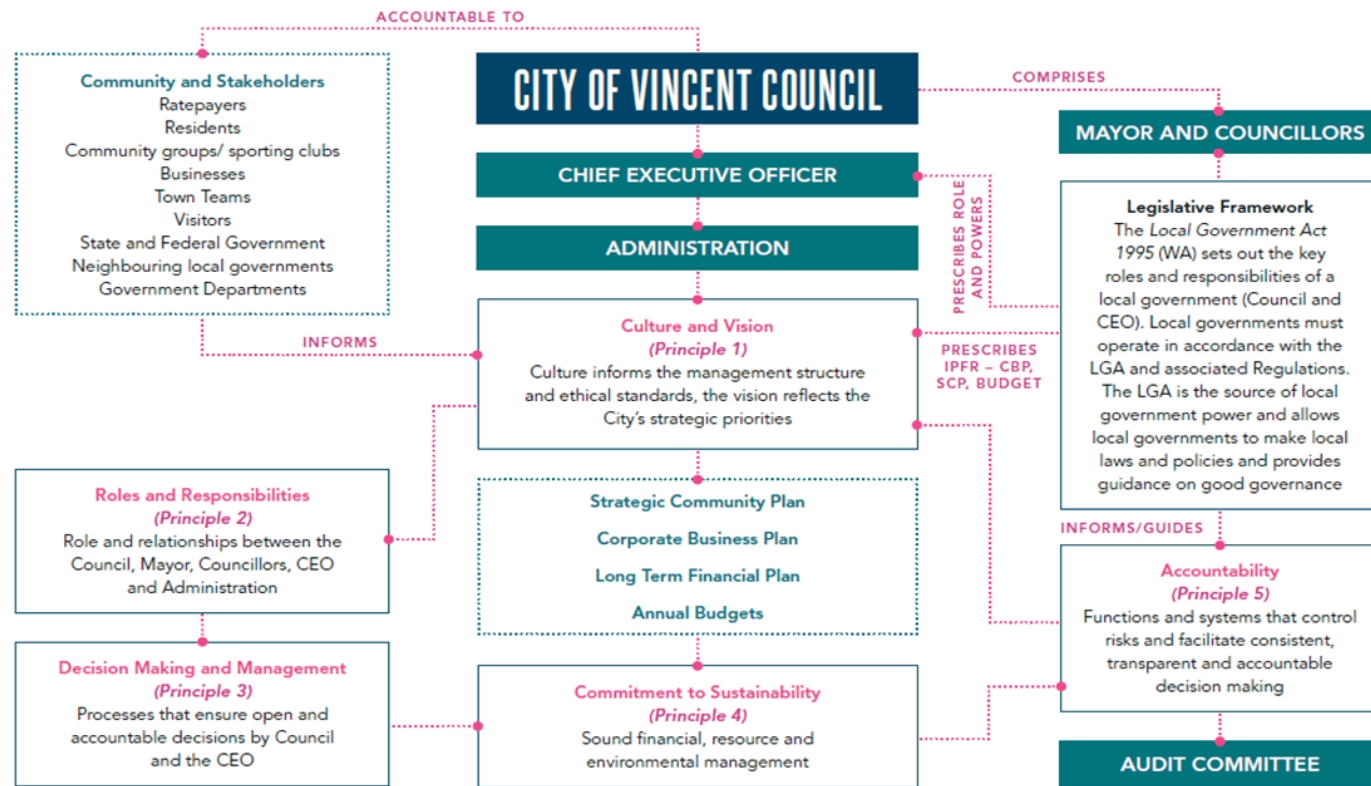 ACCOUNTABLE TO
Community and Stakeholders
Ratepayers
Residents
Community groups/ sporting clubs
Businesses
Town Teams
Visitors
State and Federal Government
Neighbouring local governments
Government Departments
CITY OF VINCENT COUNCIL
COMPRISES
MAYOR AND COUNCILLORS
CHIEF EXECUTIVE OFFICER
ADMINISTRATION
PRESCRIBES ROLE
AND POWERS
Legislative Framework
The Local Government Act
1995 (WA) sets out the key
roles and responsibilities of a
local government (Council and
CEO). Local governments must
operate in accordance with the
LGA and associated Regulations.
The LGA is the source of local
government power and allows
local governments to make local
laws and policies and provides
guidance on good governance
INFORMS
Culture and Vision
(Principle 1)
Culture informs the management structure
and ethical standards, the vision reflects the
City's strategic priorities
PRESCRIBES
IPFR – CBP,
SCP, BUDGET
Roles and Responsibilities
(Principle 2)
Role and relationships between the
Council, Mayor, Councillors, CEO
and Administration
Strategic Community Plan
Corporate Business Plan
Long Term Financial Plan
Annual Budgets
INFORMS/GUIDES
Accountability
(Principle 5)
Functions and systems that control
risks and facilitate consistent,
transparent and accountable
decision making
Decision Making and Management
(Principle 3)
Processes that ensure open and
accountable decisions by Council
and the CEO
Commitment to Sustainability
(Principle 4)
Sound financial, resource and
environmental management
AUDIT COMMITTEE